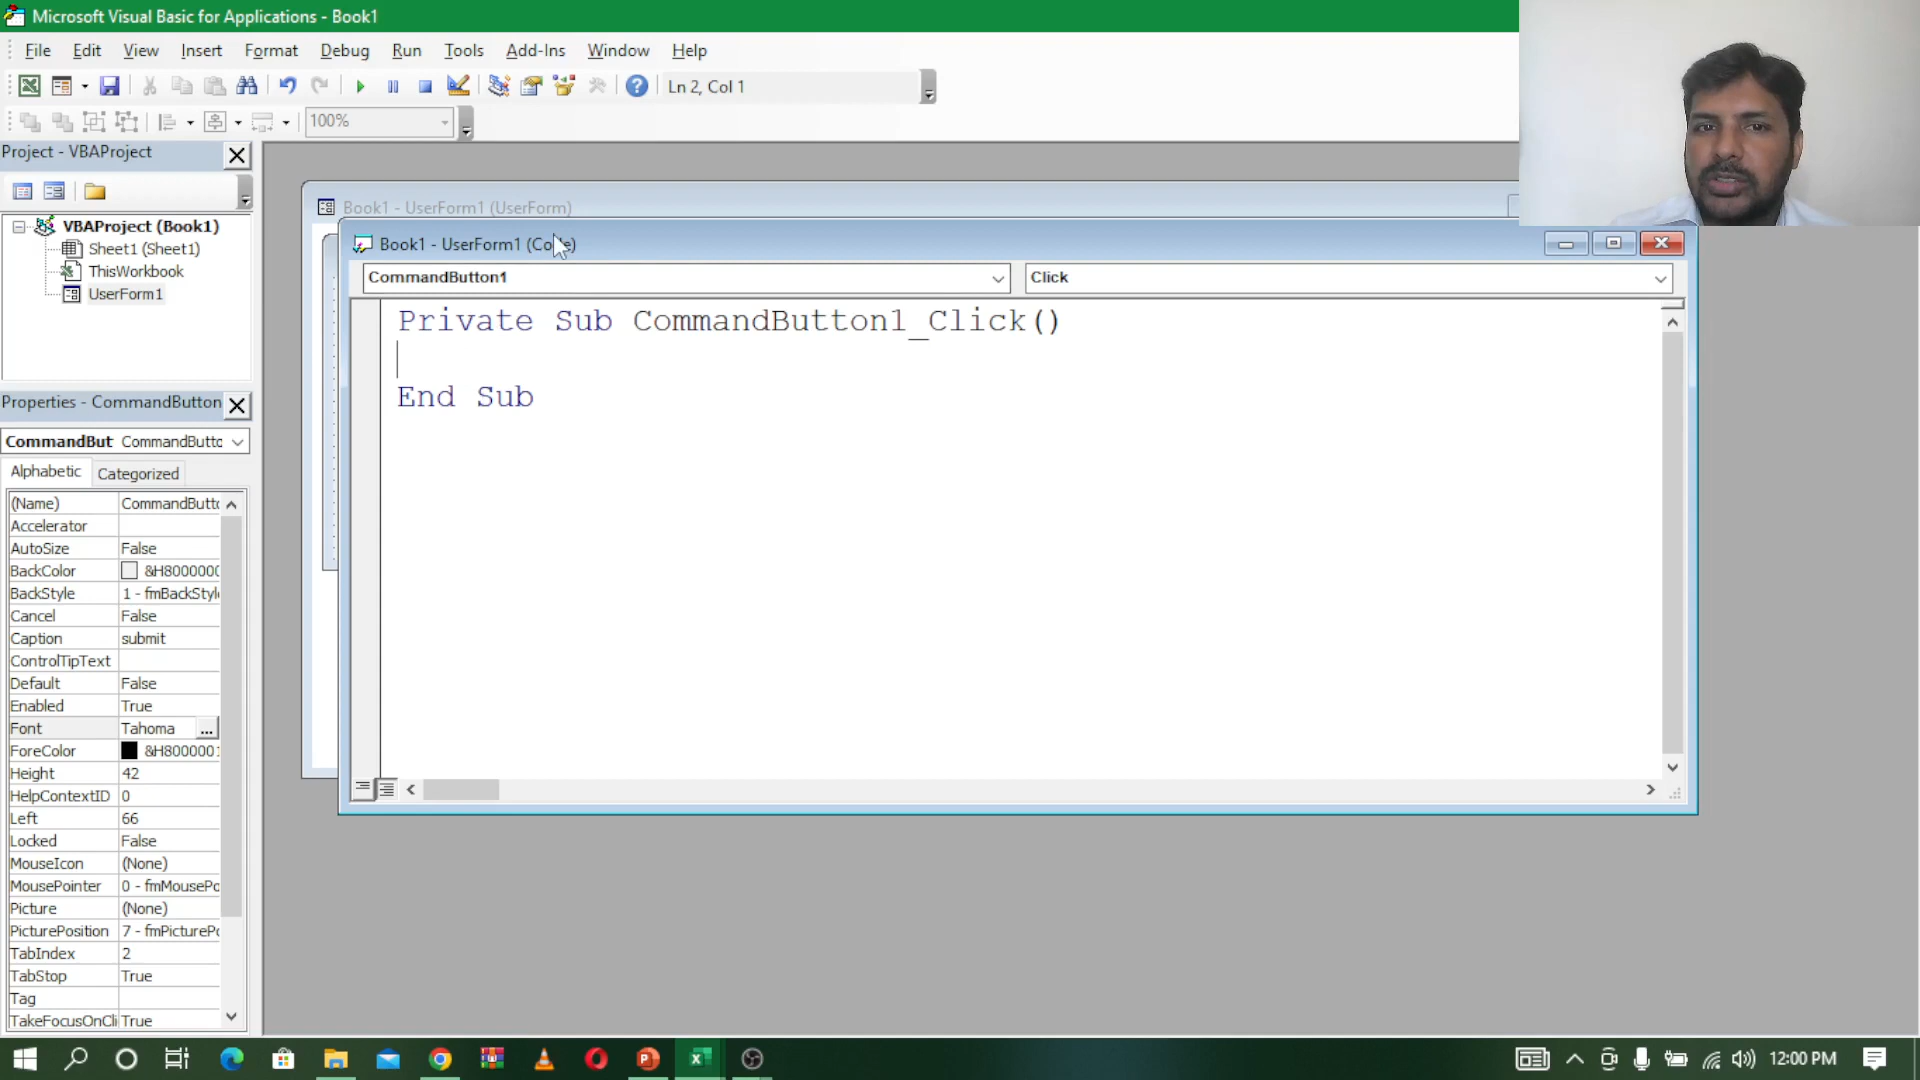 Microsoft Visual Basic for Applications - Book1
File Edit View Insert Format Debug Run Tools Add-Ins Window Help
Ln 2, Col 1
100%
Project - VBAProject
VBAProject (Book1)
Sheet1 (Sheet1)
ThisWorkbook
UserForm1
Properties - CommandButton
CommandBut CommandButto
Alphabetic Categorized
(Name) CommandButto
Accelerator
AutoSize False
BackColor &H8000000
BackStyle 1 - fmBackStyl
Cancel False
Caption submit
ControlTipText
Default False
Enabled True
Font Tahoma ...
ForeColor &H8000001
Height 42
HelpContextID 0
Left 66
Locked False
MouseIcon (None)
MousePointer 0 - fmMousePo
Picture (None)
PicturePosition 7 - fmPicturePo
TabIndex 2
TabStop True
Tag
TakeFocusOnCli True
Book1 - UserForm1 (UserForm)
Book1 - UserForm1 (Code)
CommandButton1 Click
Private Sub CommandButton1_Click()
End Sub
12:00 PM